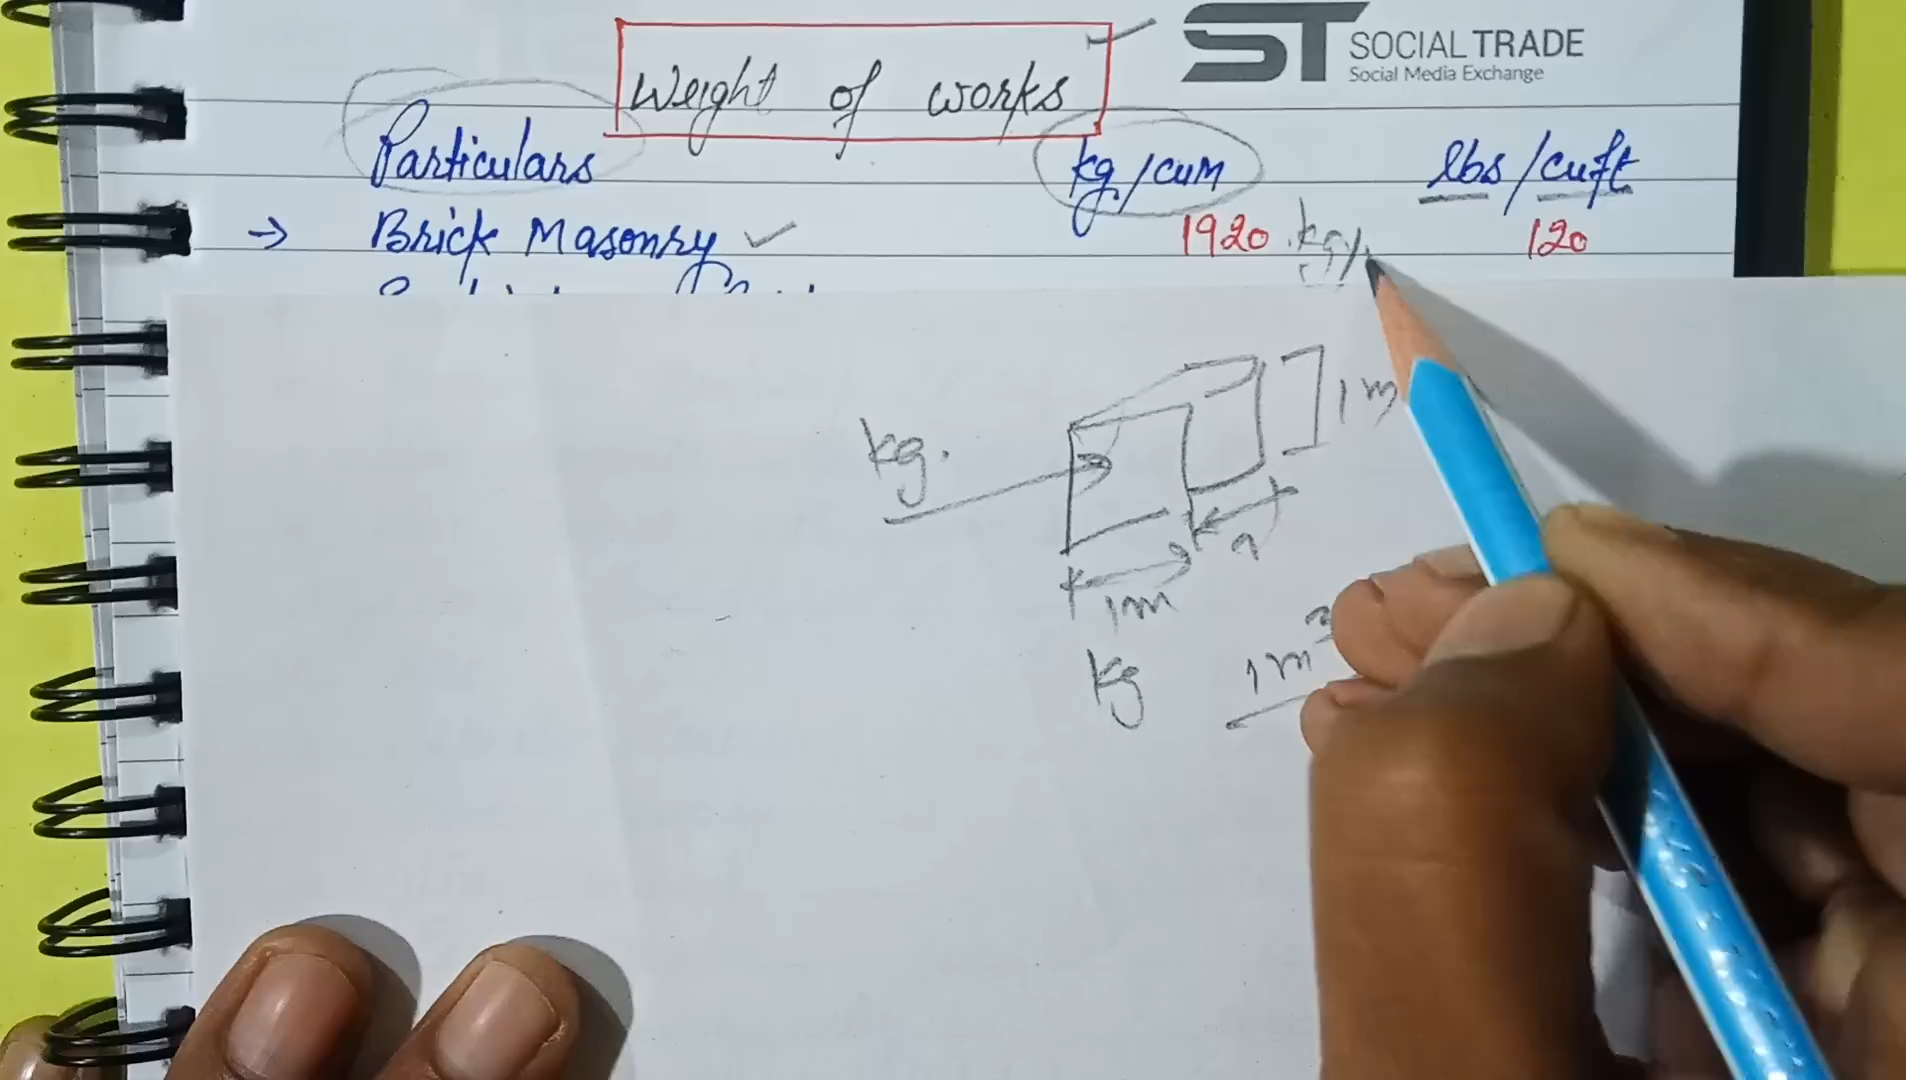 Weight of works
ST SOCIAL TRADE
Social Media Exchange
Particulars kg/cum lbs/cuft
→ Brick Masonry ✓ 1920 kg/ 120
1m
kg.
1m
kg 1m³